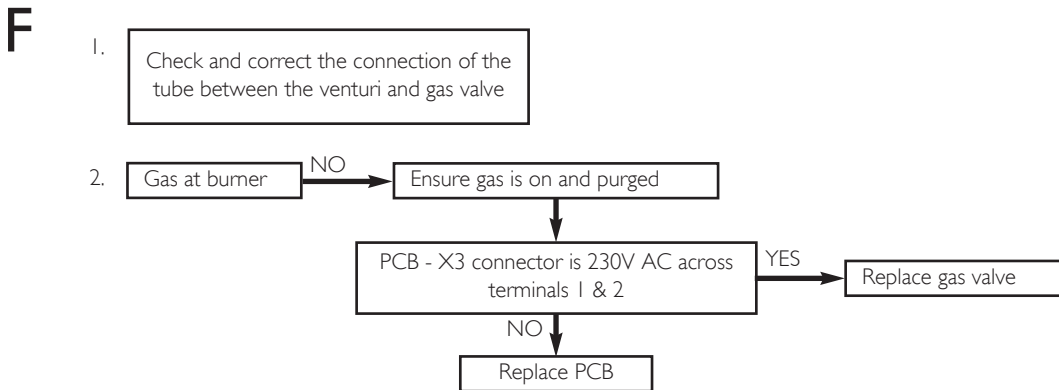 F
1.
Check and correct the connection of the
tube between the venturi and gas valve
2.
Gas at burner
NO
Ensure gas is on and purged
PCB - X3 connector is 230V AC across
terminals 1 & 2
YES
Replace gas valve
NO
Replace PCB